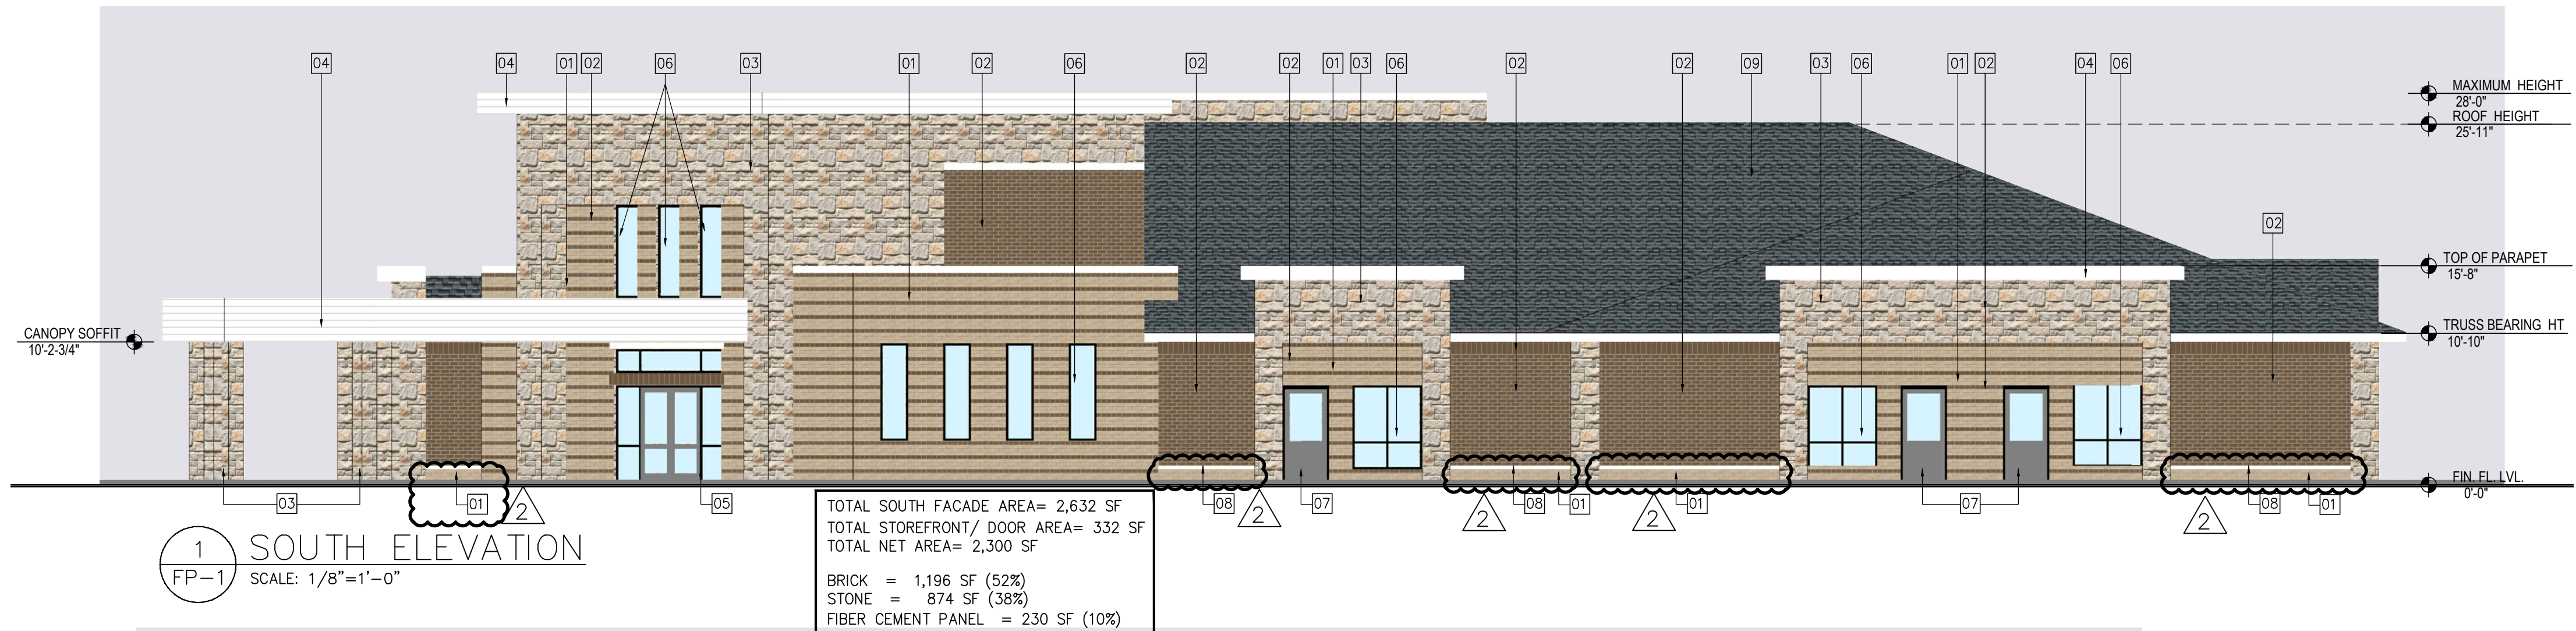 04 04 01 02 06 03 01 02 06 02 02 01 03 06 02 02 09 03 06 01 02 04 06
MAXIMUM HEIGHT
28'-0"
ROOF HEIGHT
25'-11"
02
TOP OF PARAPET
15'-8"
TRUSS BEARING HT
10'-10"
CANOPY SOFFIT
10'-2-3/4"
FIN. FL. LVL.
0'-0"
03 01 2 05 08 2 07 2 08 01 2 01 07 2 08 01
1
FP-1
SOUTH ELEVATION
SCALE: 1/8"=1'-0"
TOTAL SOUTH FACADE AREA= 2,632 SF
TOTAL STOREFRONT/ DOOR AREA= 332 SF
TOTAL NET AREA= 2,300 SF
BRICK = 1,196 SF (52%)
STONE = 874 SF (38%)
FIBER CEMENT PANEL = 230 SF (10%)